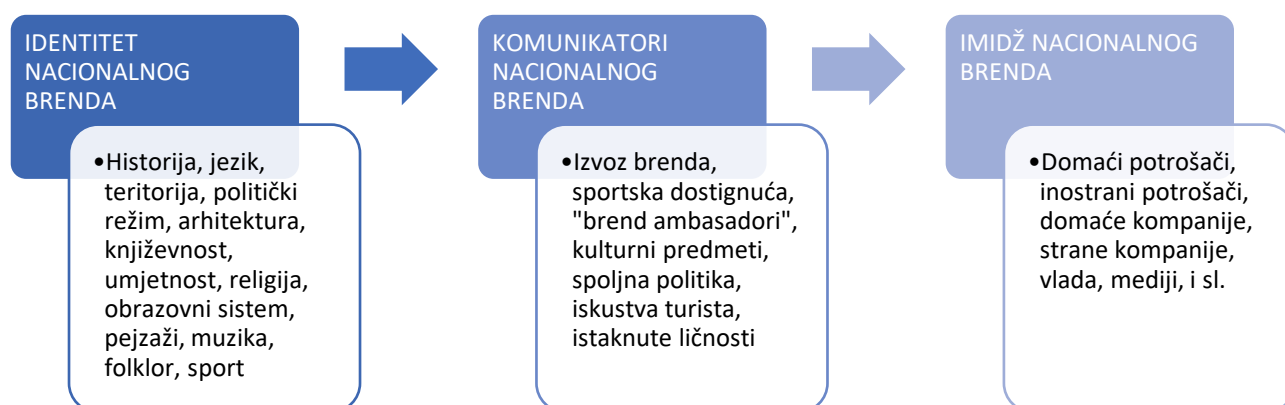 IDENTITET
NACIONALNOG
BRENDA
•Historija, jezik,
teritorija, politički
režim, arhitektura,
književnost,
umjetnost, religija,
obrazovni sistem,
pejzaži, muzika,
folklor, sport
KOMUNIKATORI
NACIONALNOG
BRENDA
•Izvoz brenda,
sportska dostignuća,
"brend ambasadori",
kulturni predmeti,
spoljna politika,
iskustva turista,
istaknute ličnosti
IMIDŽ NACIONALNOG
BRENDA
•Domaći potrošači,
inostrani potrošači,
domaće kompanije,
strane kompanije,
vlada, mediji, i sl.